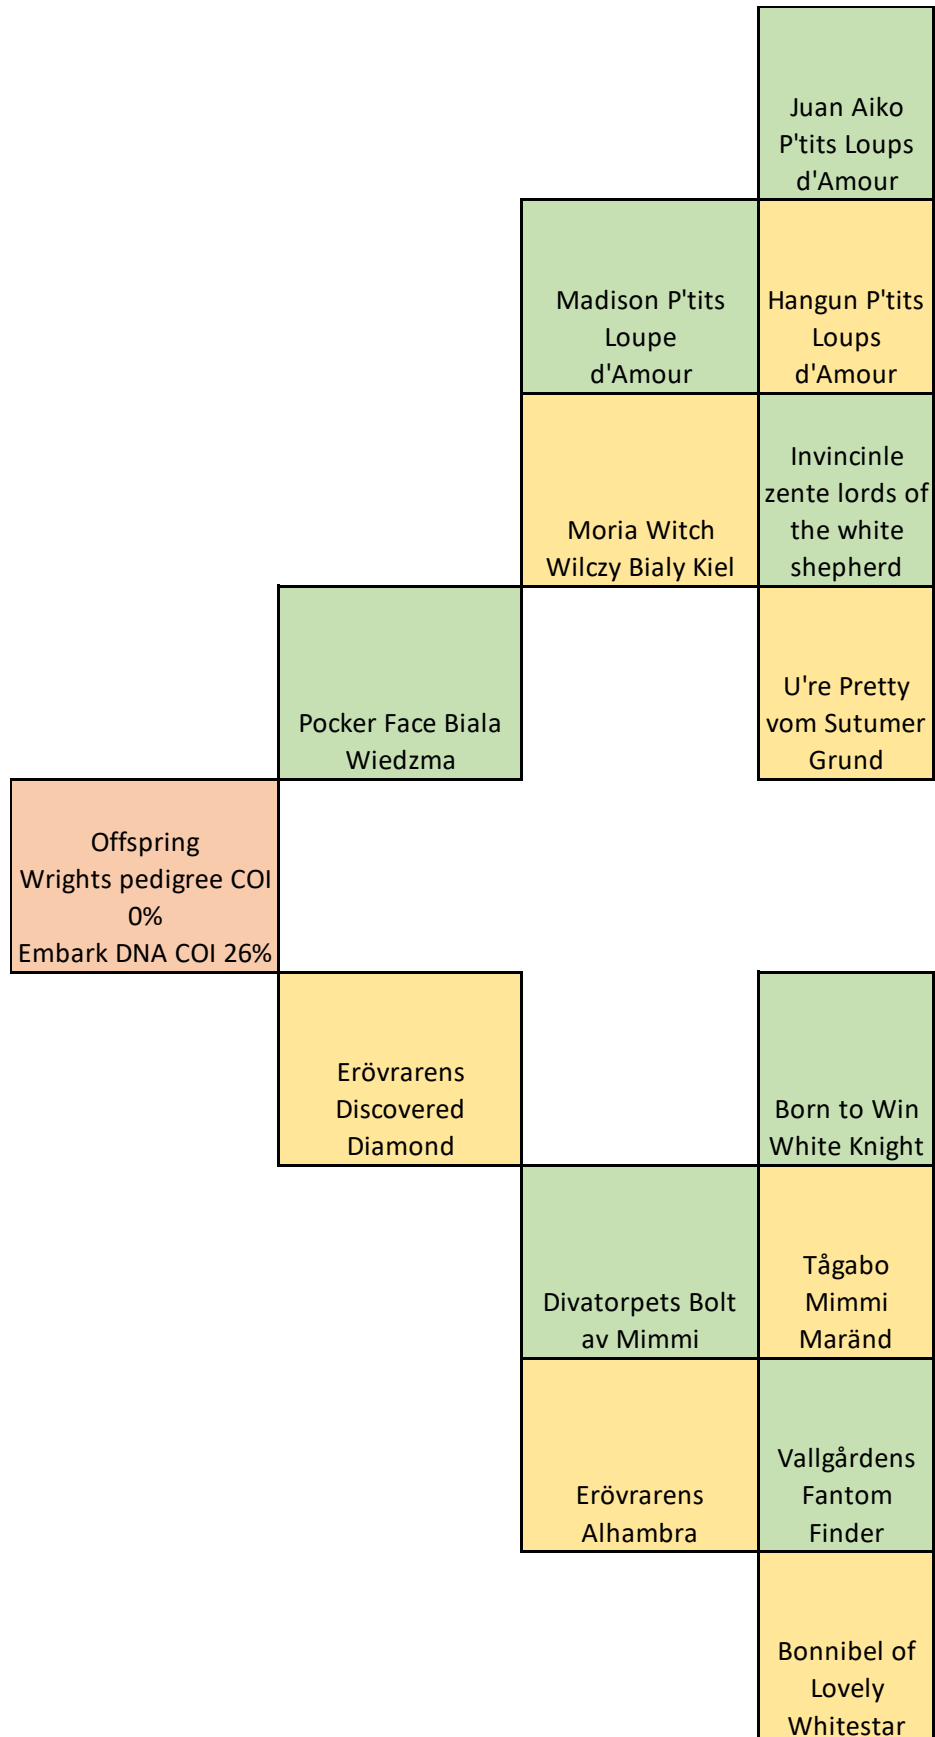 Juan Aiko
P'tits Loups
d'Amour
Madison P'tits
Loupe
d'Amour
Hangun P'tits
Loups
d'Amour
Moria Witch
Wilczy Bialy Kiel
Invincinle
zente lords of
the white
shepherd
Pocker Face Biala
Wiedzma
U're Pretty
vom Sutumer
Grund
Offspring
Wrights pedigree COI
0%
Embark DNA COI 26%
Erövrarens
Discovered
Diamond
Born to Win
White Knight
Divatorpets Bolt
av Mimmi
Tågabo
Mimmi
Maränd
Erövrarens
Alhambra
Vallgårdens
Fantom
Finder
Bonnibel of
Lovely
Whitestar